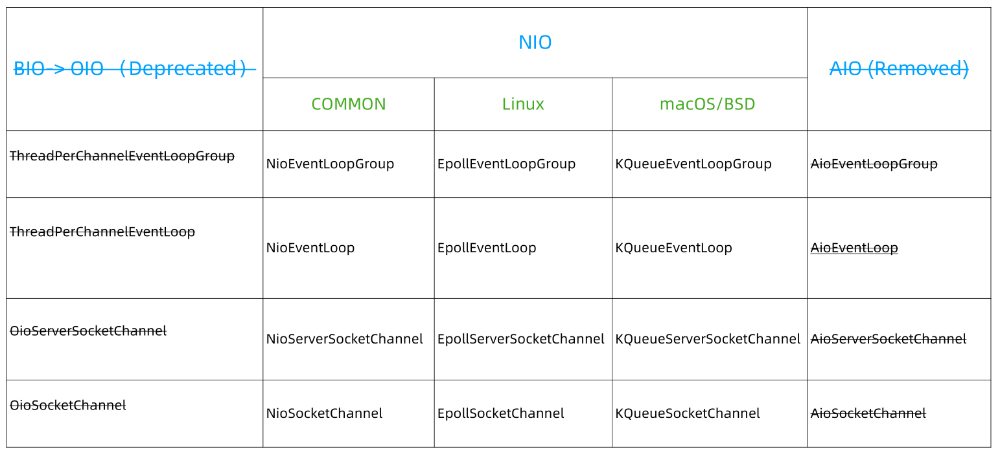 BIO-> OIO （Deprecated）
NIO
AIO (Removed)
COMMON
Linux
macOS/BSD
ThreadPerChannelEventLoopGroup
NioEventLoopGroup
EpollEventLoopGroup
KQueueEventLoopGroup
AioEventLoopGroup
ThreadPerChannelEventLoop
NioEventLoop
EpollEventLoop
KQueueEventLoop
AioEventLoop
OioServerSocketChannel
NioServerSocketChannel
EpollServerSocketChannel
KQueueServerSocketChannel
AioServerSocketChannel
OioSocketChannel
NioSocketChannel
EpollSocketChannel
KQueueSocketChannel
AioSocketChannel